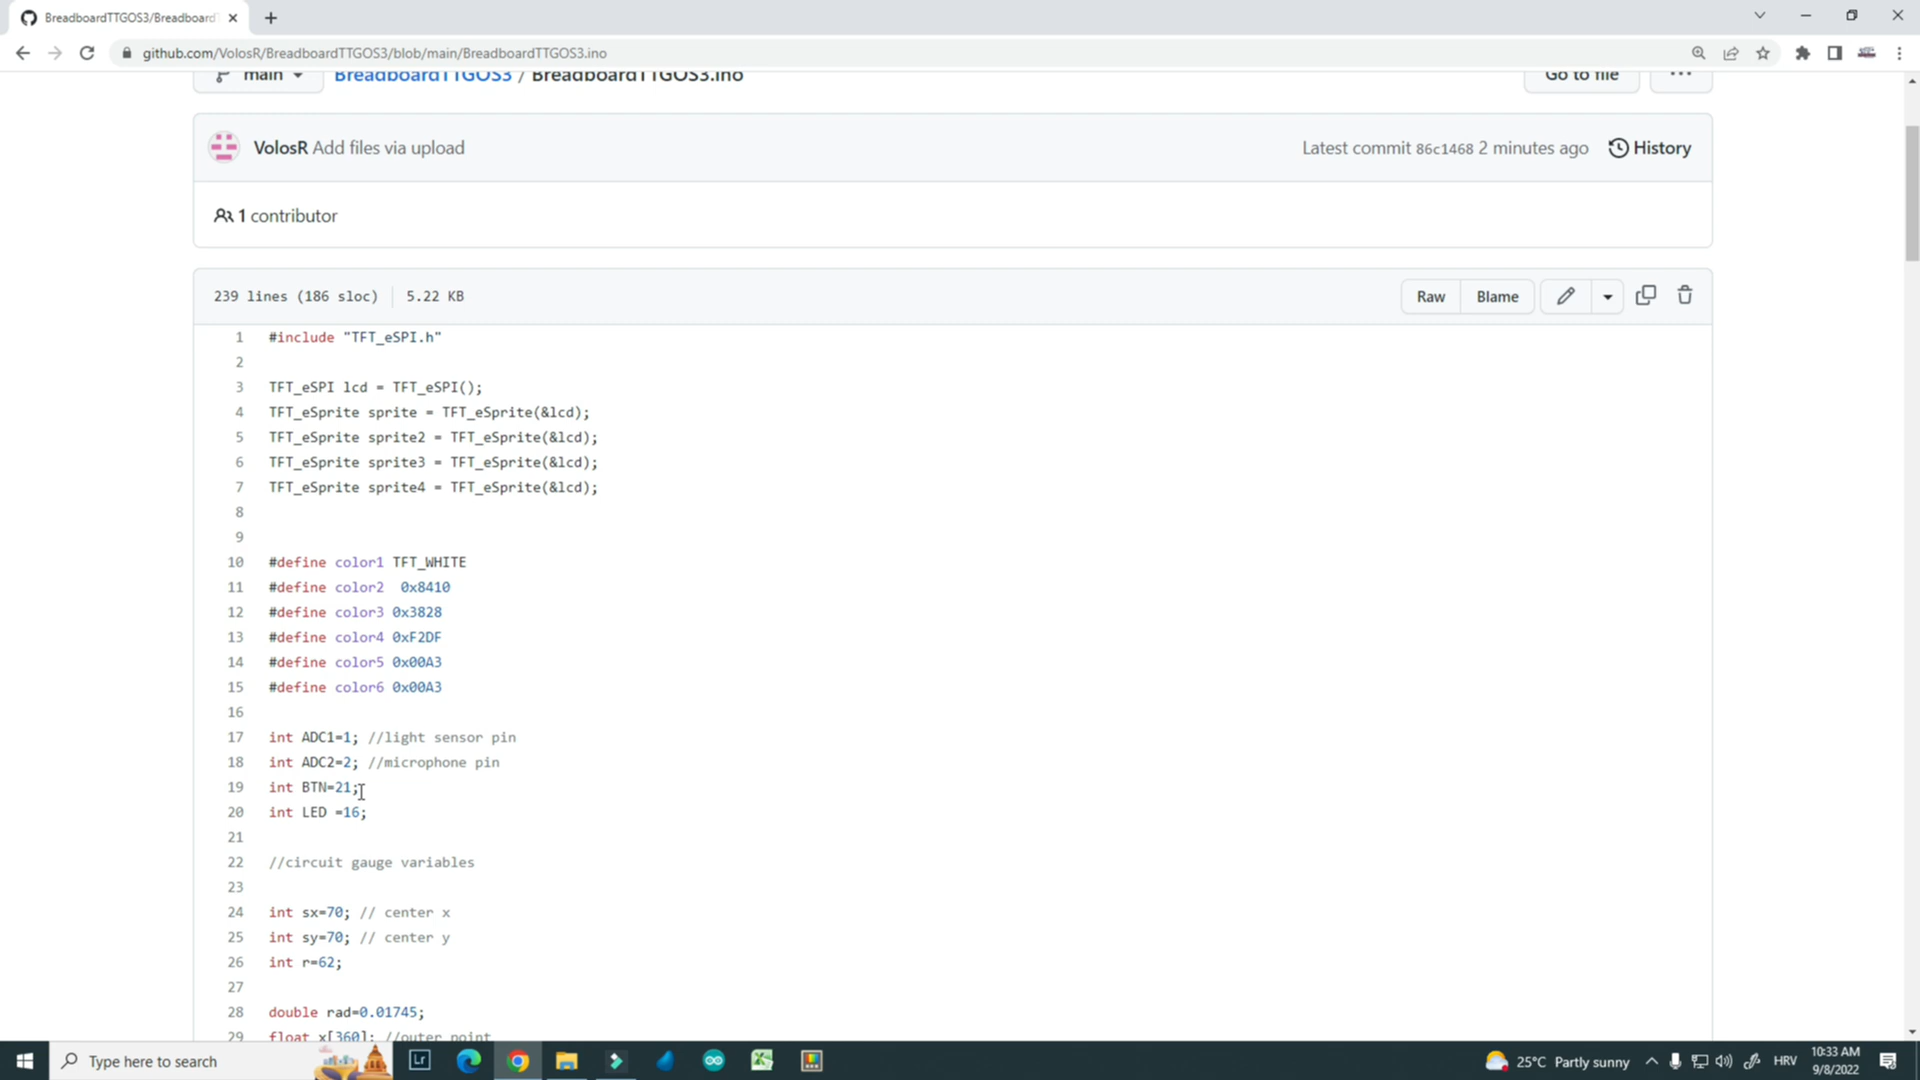 BreadboardTTGOS3/Breadboard
github.com/VolosR/BreadboardTTGOS3/blob/main/BreadboardTTGOS3.ino
main
BreadboardTTGOS3 / BreadboardTTGOS3.ino
Go to file
VolosR Add files via upload
Latest commit 86c1468 2 minutes ago
History
1 contributor
239 lines (186 sloc)
5.22 KB
Raw
Blame
1 #include "TFT_eSPI.h"
2
3 TFT_eSPI lcd = TFT_eSPI();
4 TFT_eSprite sprite = TFT_eSprite(&lcd);
5 TFT_eSprite sprite2 = TFT_eSprite(&lcd);
6 TFT_eSprite sprite3 = TFT_eSprite(&lcd);
7 TFT_eSprite sprite4 = TFT_eSprite(&lcd);
8
9
10 #define color1 TFT_WHITE
11 #define color2  0x8410
12 #define color3 0x3828
13 #define color4 0xF2DF
14 #define color5 0x00A3
15 #define color6 0x00A3
16
17 int ADC1=1; //light sensor pin
18 int ADC2=2; //microphone pin
19 int BTN=21;
20 int LED =16;
21
22 //circuit gauge variables
23
24 int sx=70; // center x
25 int sy=70; // center y
26 int r=62;
27
28 double rad=0.01745;
29 float x[360]; //outer point
Type here to search
Lr
25°C Partly sunny
HRV
10:33 AM
9/8/2022